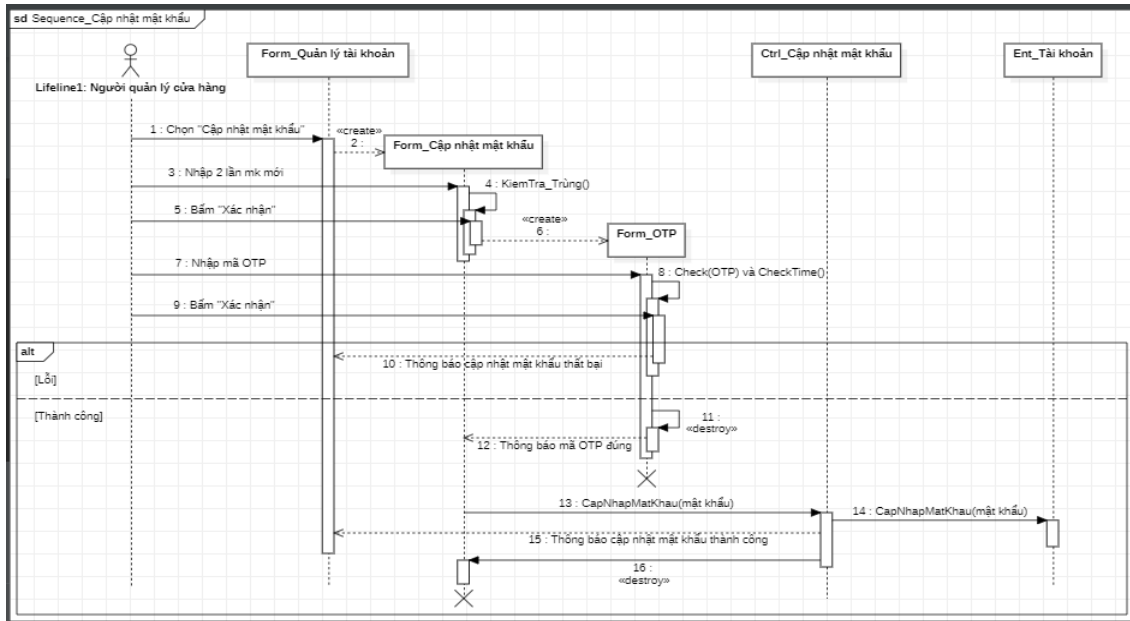 sd Sequence_Cập nhật mật khẩu
Form_Quản lý tài khoản
Ctrl_Cập nhật mật khẩu
Ent_Tài khoản
Lifeline1: Người quản lý cửa hàng
1 : Chọn "Cập nhật mật khẩu"
«create»
2 :
Form_Cập nhật mật khẩu
3 : Nhập 2 lần mk mới
4 : KiemTra_Trùng()
5 : Bấm "Xác nhận"
«create»
6 :
Form_OTP
7 : Nhập mã OTP
8 : Check(OTP) và CheckTime()
9 : Bấm "Xác nhận"
alt
10 : Thông báo cập nhật mật khẩu thất bại
[Lỗi]
[Thành công]
11 :
«destroy»
12 : Thông báo mã OTP đúng
13 : CapNhapMatKhau(mật khẩu)
14 : CapNhapMatKhau(mật khẩu)
15 : Thông báo cập nhật mật khẩu thành công
16 :
«destroy»